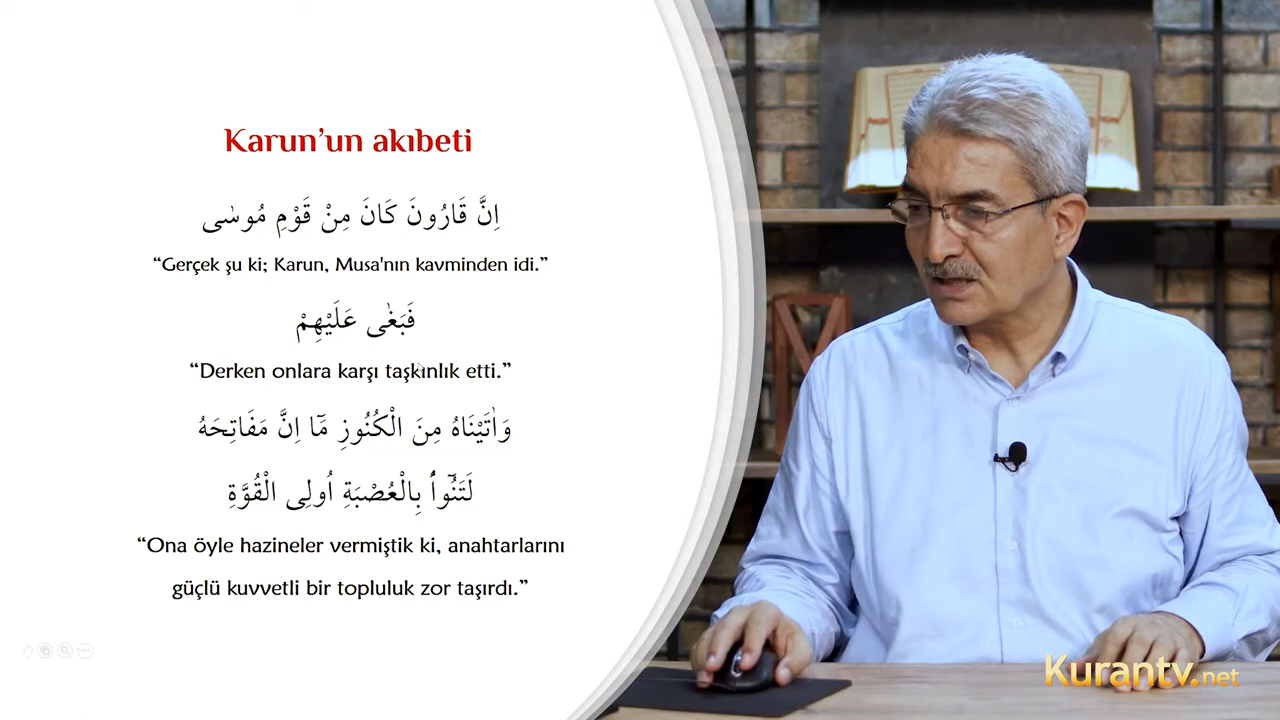 Karun’un akıbeti
اِنَّ قَارُونَ كَانَ مِنْ قَوْمِ مُوسٰى
“Gerçek şu ki; Karun, Musa'nın kavminden idi.”
فَبَغٰى عَلَيْهِمْ
“Derken onlara karşı taşkınlık etti.”
وَاٰتَيْنَاهُ مِنَ الْكُنُوزِ مَٓا اِنَّ مَفَاتِحَهُ
لَتَنُٓواُ بِالْعُصْبَةِ اُولِى الْقُوَّةِ
“Ona öyle hazineler vermiştik ki, anahtarlarını
güçlü kuvvetli bir topluluk zor taşırdı.”
Kurantv.net